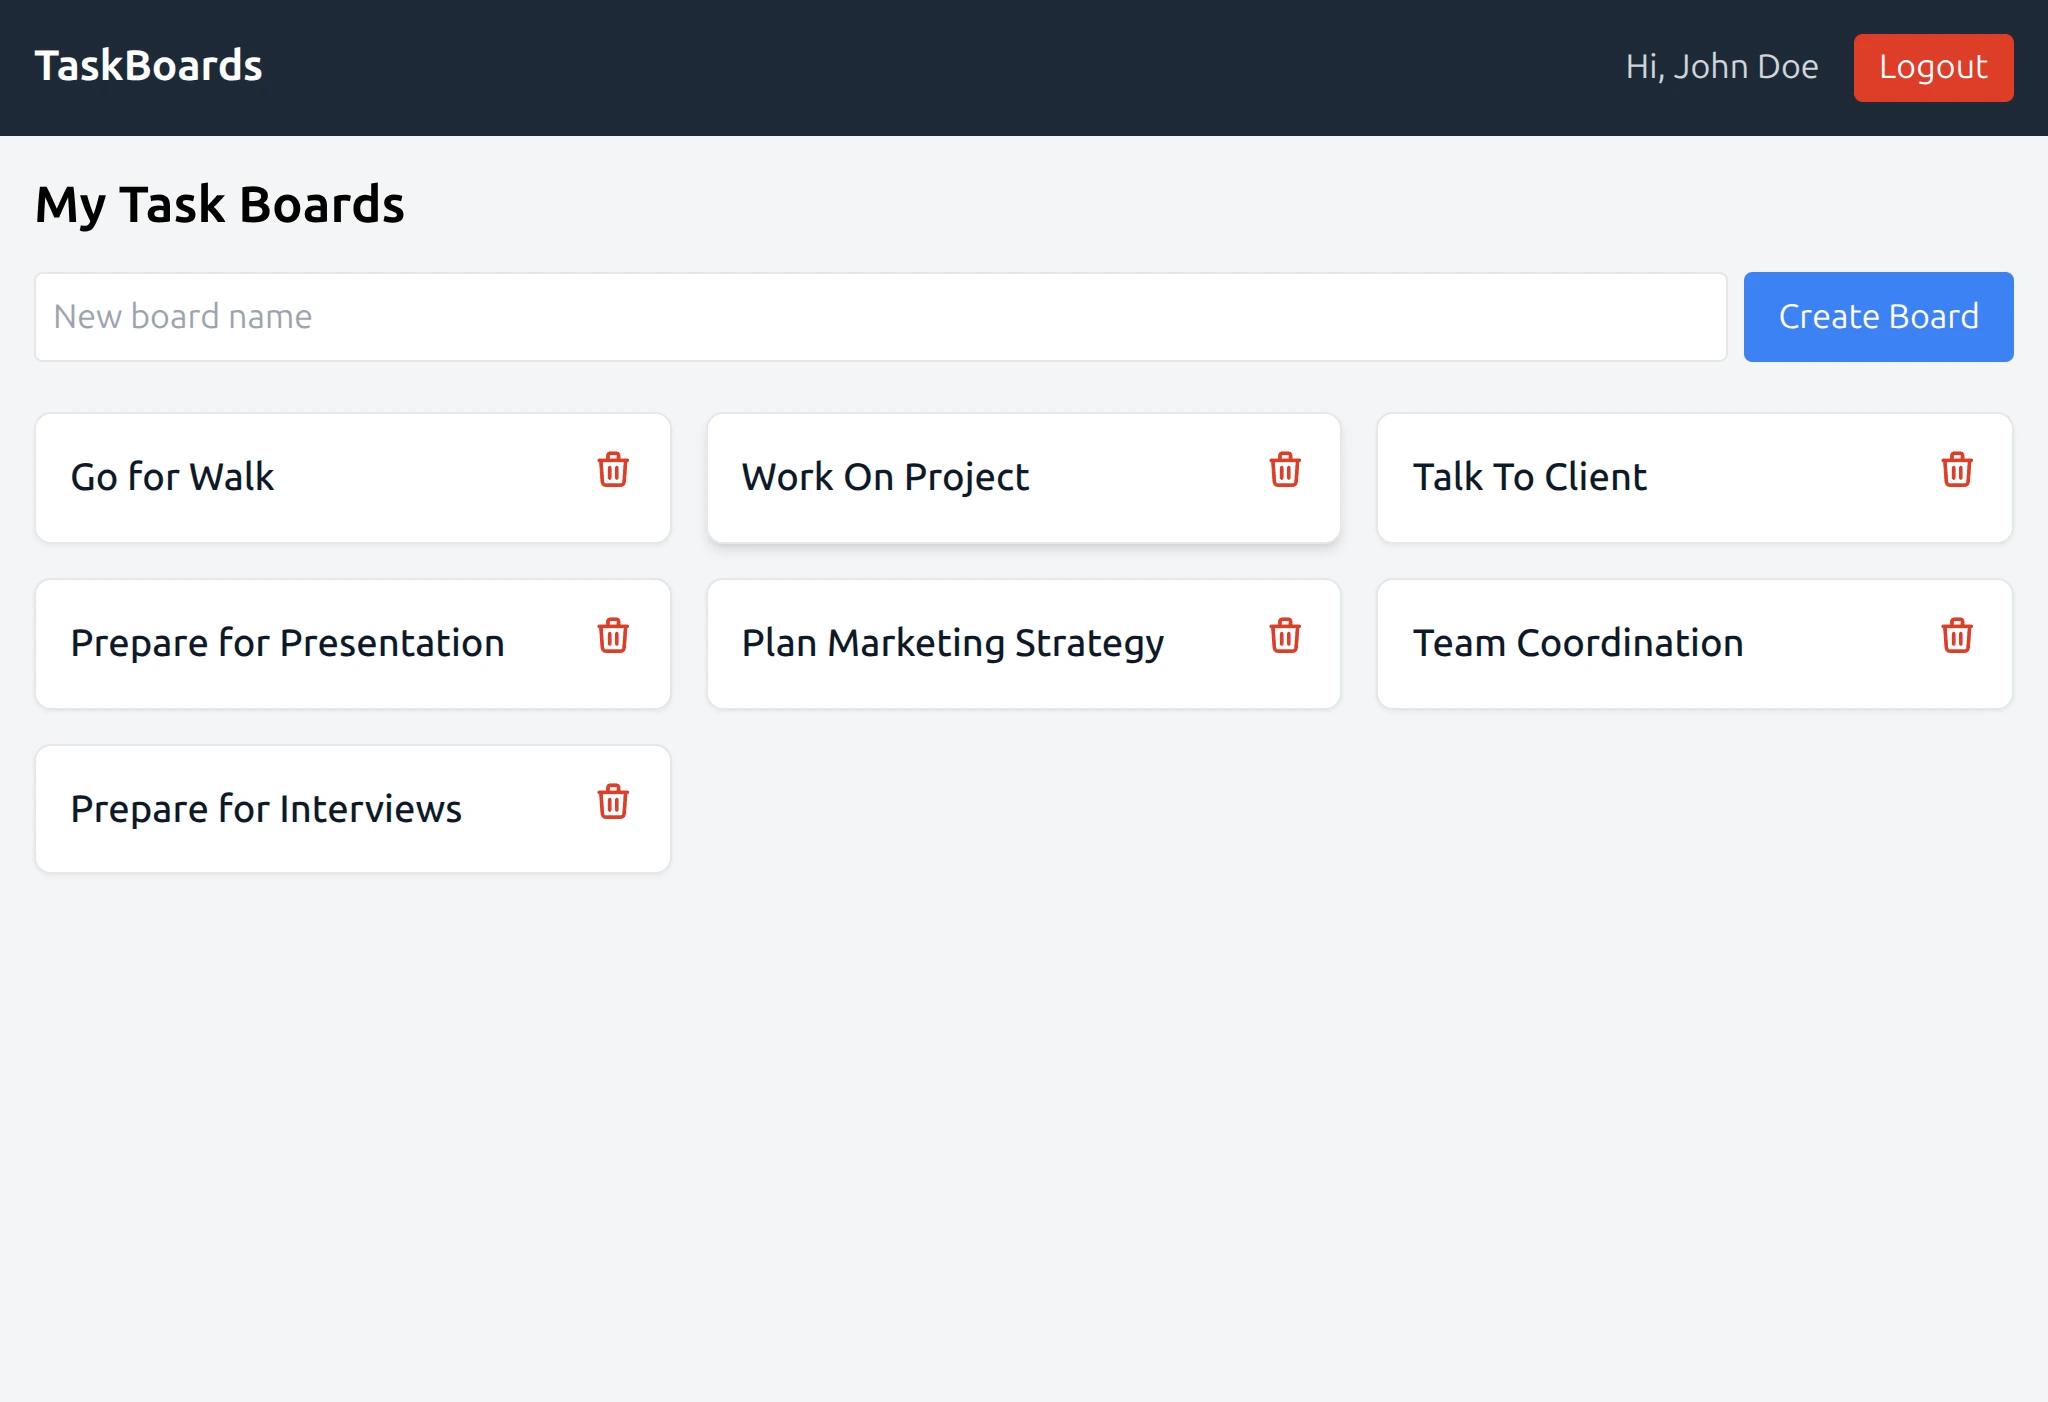 TaskBoards
Hi, John Doe
Logout
My Task Boards
New board name
Create Board
Go for Walk
Work On Project
Talk To Client
Prepare for Presentation
Plan Marketing Strategy
Team Coordination
Prepare for Interviews